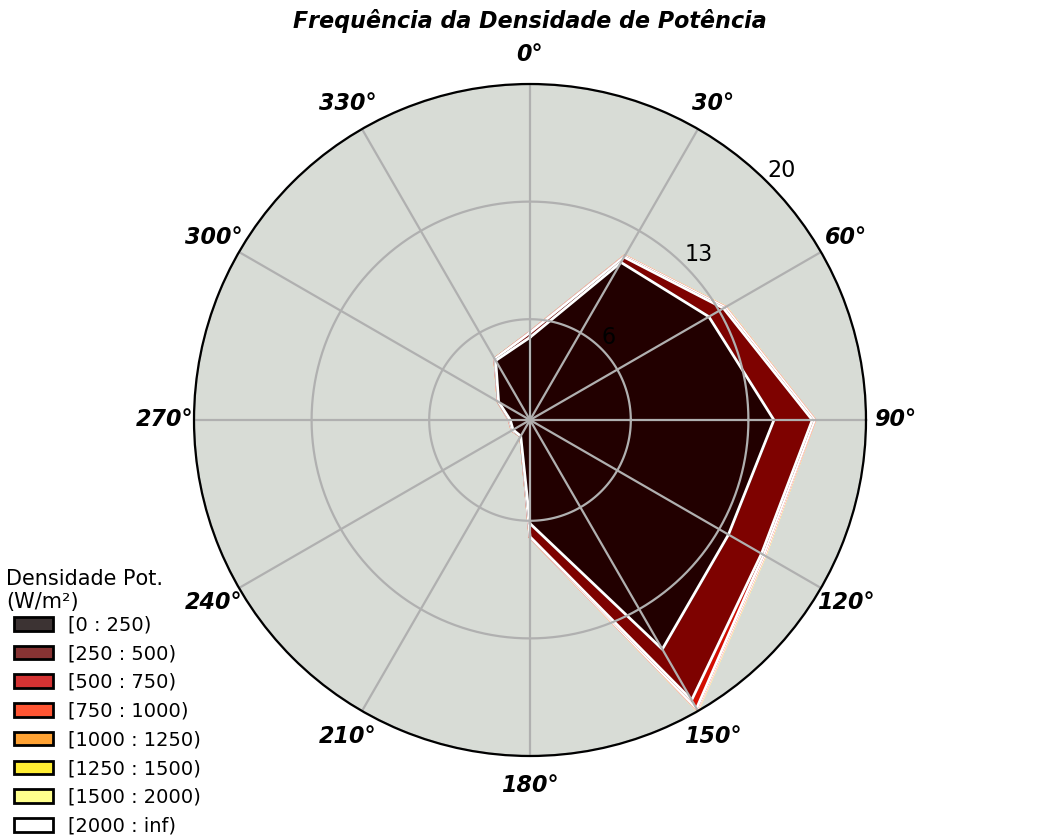 Frequência da Densidade de Potência
0°
330°
30°
20
300°
60°
13
6
270°
90°
240°
120°
210°
150°
180°
Densidade Pot.
(W/m²)
[0 : 250)
[250 : 500)
[500 : 750)
[750 : 1000)
[1000 : 1250)
[1250 : 1500)
[1500 : 2000)
[2000 : inf)